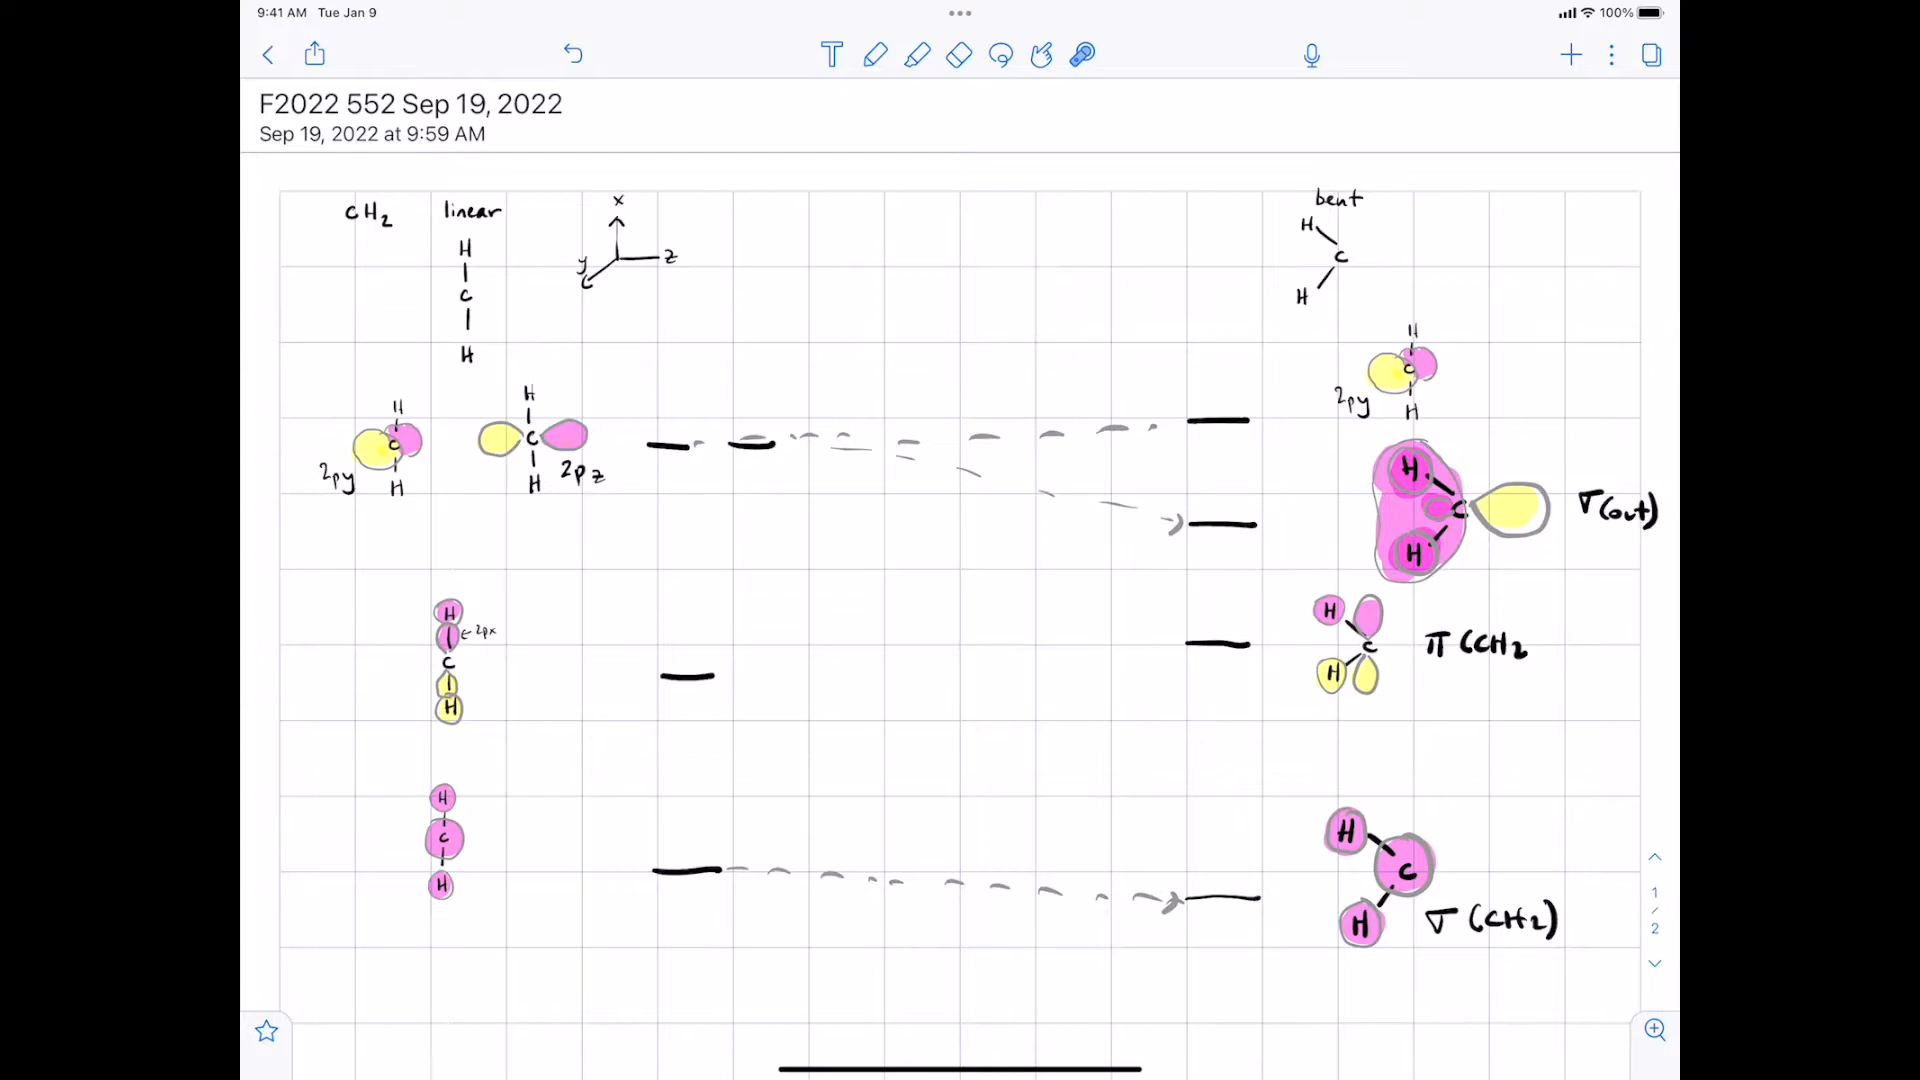 9:41 AM Tue Jan 9
100%
T
F2022 552 Sep 19, 2022
Sep 19, 2022 at 9:59 AM
CH2 linear
H
C
H
x
y
z
bent
H
C
H
H
C
H
2py
H
C
H
2pz
H
C
H
2py
H
C
H
σ(out)
H
2px
C
H
H
C
H
π(CH2
H
C
H
H
C
H
σ(CH2)
1
/
2